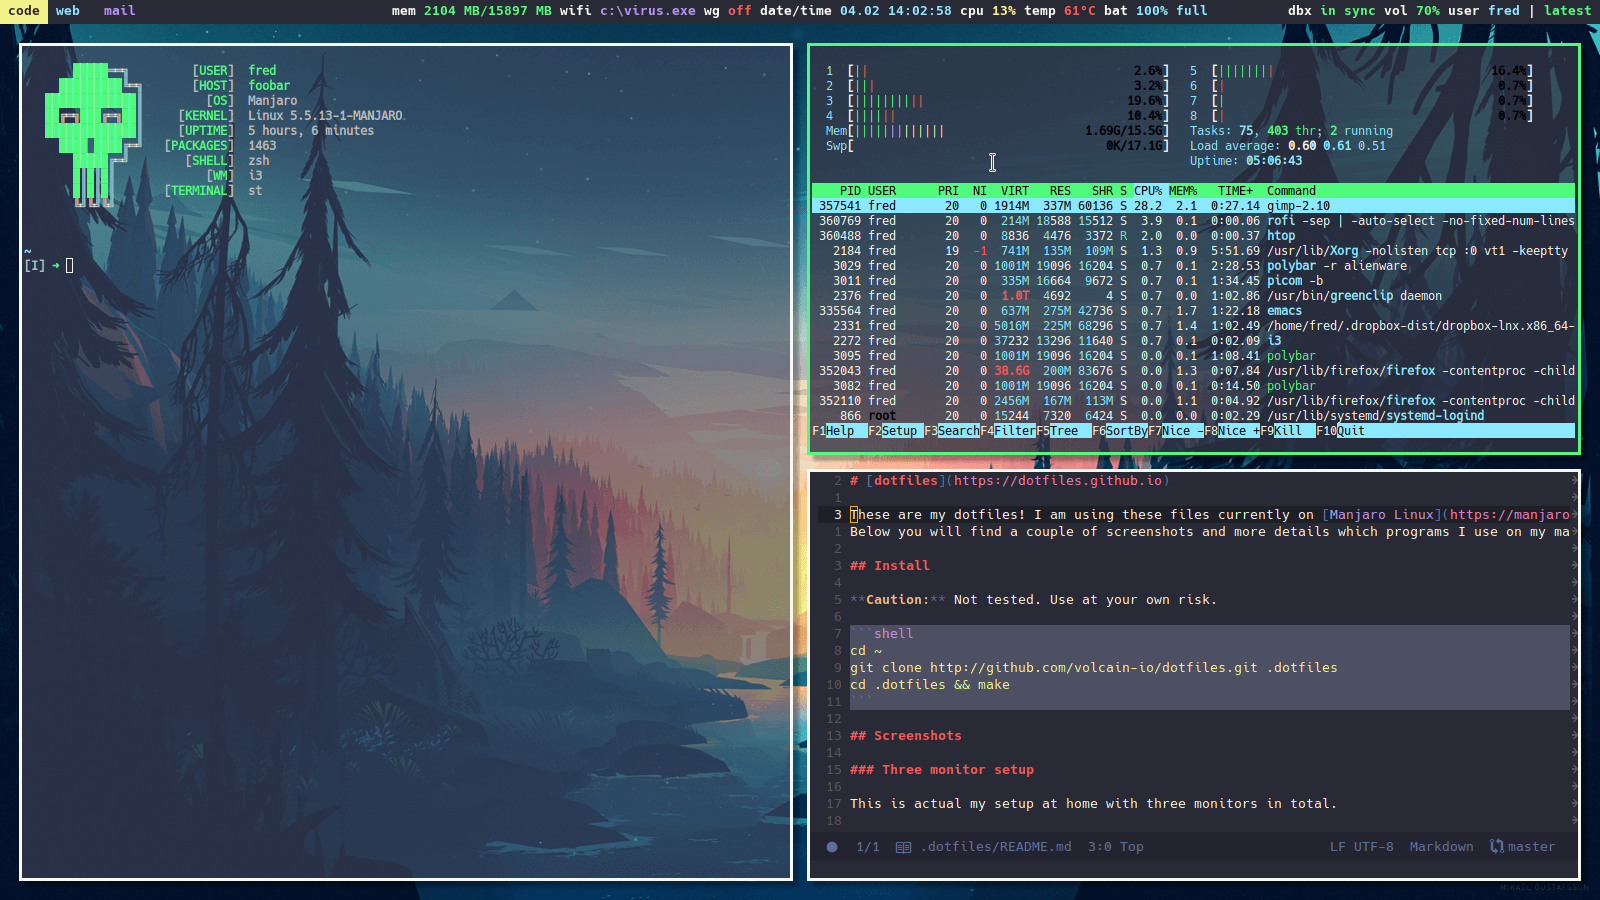 code web mail mem 2104 MB/15897 MB wifi c:\virus.exe wg off date/time 04.02 14:02:58 cpu 13% temp 61°C bat 100% full dbx in sync vol 70% user fred | latest
[USER] fred
[HOST] foobar
[OS] Manjaro
[KERNEL] Linux 5.5.13-1-MANJARO
[UPTIME] 5 hours, 6 minutes
[PACKAGES] 1463
[SHELL] zsh
[WM] i3
[TERMINAL] st
~
[I] ➜
1 [|| 2.6%] 5 [|||||||| 16.4%]
2 [||| 3.2%] 6 [| 0.7%]
3 [|||||||||| 19.6%] 7 [| 0.7%]
4 [|||||| 10.4%] 8 [| 0.7%]
Mem[||||||||||||| 1.69G/15.5G] Tasks: 75, 403 thr; 2 running
Swp[ 0K/17.1G] Load average: 0.60 0.61 0.51
Uptime: 05:06:43
PID USER PRI NI VIRT RES SHR S CPU% MEM% TIME+ Command
357541 fred 20 0 1914M 337M 60136 S 28.2 2.1 0:27.14 gimp-2.10
360769 fred 20 0 214M 18588 15512 S 3.9 0.1 0:00.06 rofi -sep | -auto-select -no-fixed-num-lines
360488 fred 20 0 8836 4476 3372 R 2.0 0.0 0:00.37 htop
2184 fred 19 -1 741M 135M 109M S 1.3 0.9 5:51.69 /usr/lib/Xorg -nolisten tcp :0 vt1 -keeptty
3029 fred 20 0 1001M 19096 16204 S 0.7 0.1 2:28.53 polybar -r alienware
3011 fred 20 0 335M 16664 9672 S 0.7 0.1 1:34.45 picom -b
2376 fred 20 0 1.0T 4692 4 S 0.7 0.0 1:02.86 /usr/bin/greenclip daemon
335564 fred 20 0 637M 275M 42736 S 0.7 1.7 1:22.18 emacs
2331 fred 20 0 5016M 225M 68296 S 0.7 1.4 1:02.49 /home/fred/.dropbox-dist/dropbox-lnx.x86_64-
2272 fred 20 0 37232 13296 11640 S 0.7 0.1 0:02.09 i3
3095 fred 20 0 1001M 19096 16204 S 0.0 0.1 1:08.41 polybar
352043 fred 20 0 38.6G 200M 83676 S 0.0 1.3 0:07.84 /usr/lib/firefox/firefox -contentproc -child
3082 fred 20 0 1001M 19096 16204 S 0.0 0.1 0:14.50 polybar
352110 fred 20 0 2456M 167M 113M S 0.0 1.1 0:04.92 /usr/lib/firefox/firefox -contentproc -child
866 root 20 0 15244 7320 6424 S 0.0 0.0 0:02.29 /usr/lib/systemd/systemd-logind
F1Help F2Setup F3SearchF4FilterF5Tree F6SortByF7Nice -F8Nice +F9Kill F10Quit
2 # [dotfiles](https://dotfiles.github.io)
1
3 These are my dotfiles! I am using these files currently on [Manjaro Linux](https://manjaro
1 Below you will find a couple of screenshots and more details which programs I use on my ma
2
3 ## Install
4
5 **Caution:** Not tested. Use at your own risk.
6
7 ```shell
8 cd ~
9 git clone http://github.com/volcain-io/dotfiles.git .dotfiles
10 cd .dotfiles && make
11 ```
12
13 ## Screenshots
14
15 ### Three monitor setup
16
17 This is actual my setup at home with three monitors in total.
18
1/1 .dotfiles/README.md 3:0 Top LF UTF-8 Markdown master
MIKAEL GUSTAFSSON